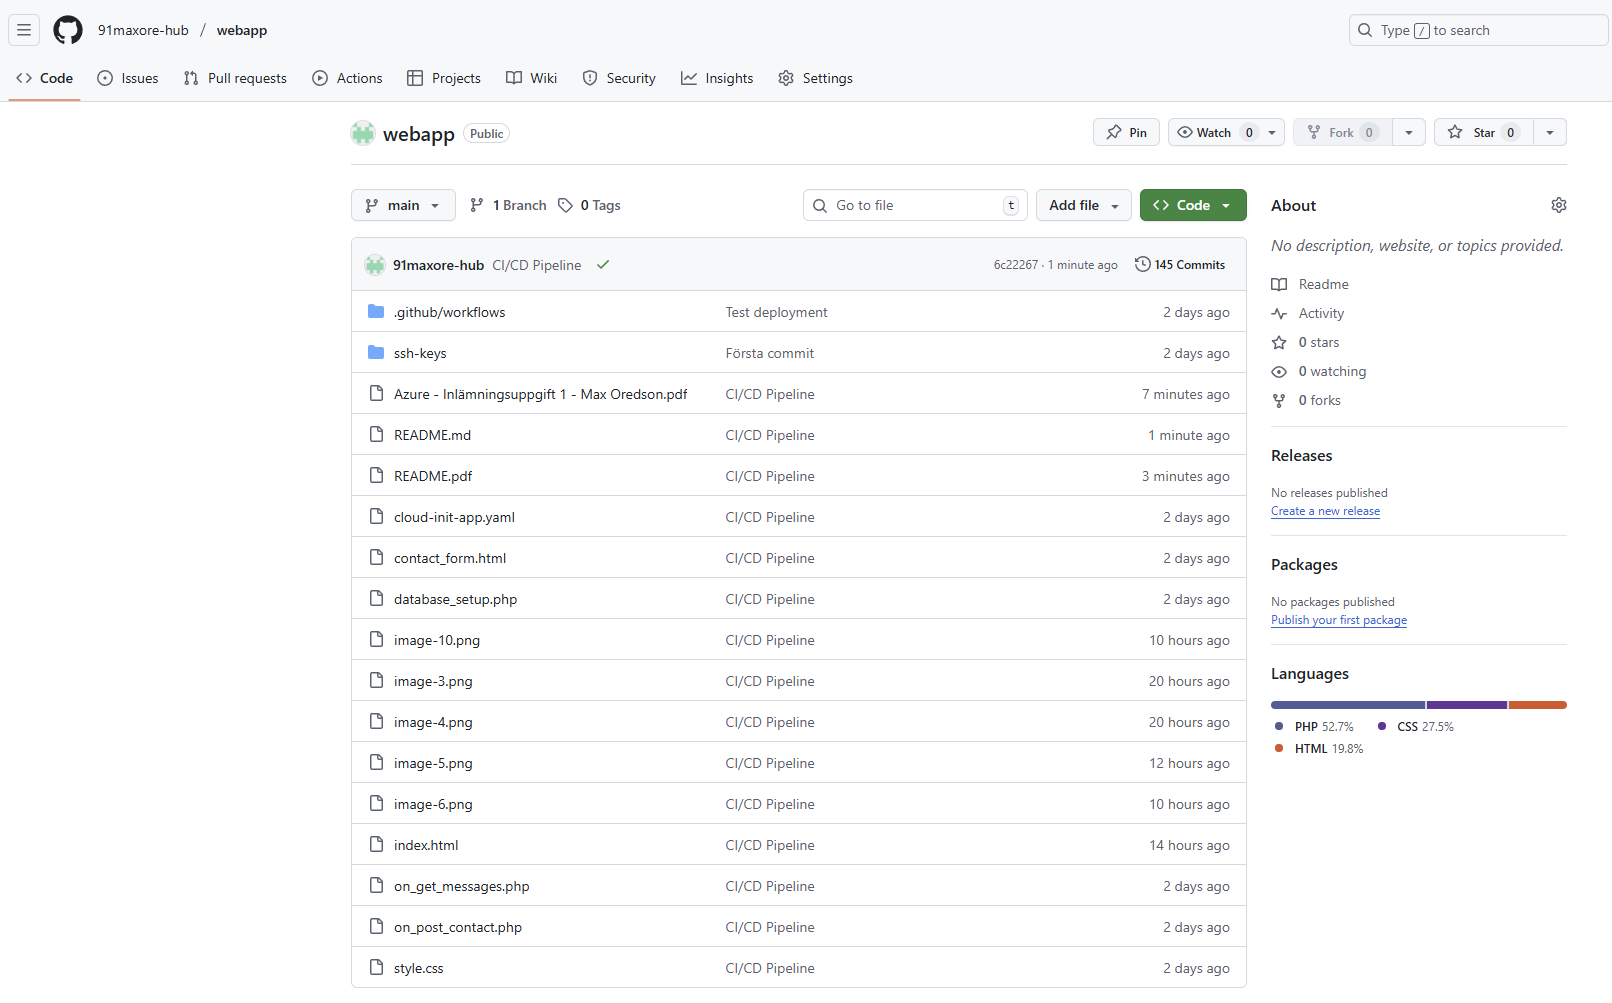 91maxore-hub / webapp
Type / to search
Code Issues Pull requests Actions Projects Wiki Security Insights Settings
webapp Public
Pin Watch 0 Fork 0 Star 0
main 1 Branch 0 Tags Go to file t Add file Code
91maxore-hub CI/CD Pipeline 6c22267 · 1 minute ago 145 Commits
.github/workflows Test deployment 2 days ago
ssh-keys Första commit 2 days ago
Azure - Inlämningsuppgift 1 - Max Oredson.pdf CI/CD Pipeline 7 minutes ago
README.md CI/CD Pipeline 1 minute ago
README.pdf CI/CD Pipeline 3 minutes ago
cloud-init-app.yaml CI/CD Pipeline 2 days ago
contact_form.html CI/CD Pipeline 2 days ago
database_setup.php CI/CD Pipeline 2 days ago
image-10.png CI/CD Pipeline 10 hours ago
image-3.png CI/CD Pipeline 20 hours ago
image-4.png CI/CD Pipeline 20 hours ago
image-5.png CI/CD Pipeline 12 hours ago
image-6.png CI/CD Pipeline 10 hours ago
index.html CI/CD Pipeline 14 hours ago
on_get_messages.php CI/CD Pipeline 2 days ago
on_post_contact.php CI/CD Pipeline 2 days ago
style.css CI/CD Pipeline 2 days ago
About
No description, website, or topics provided.
Readme
Activity
0 stars
0 watching
0 forks
Releases
No releases published
Create a new release
Packages
No packages published
Publish your first package
Languages
PHP 52.7% CSS 27.5%
HTML 19.8%